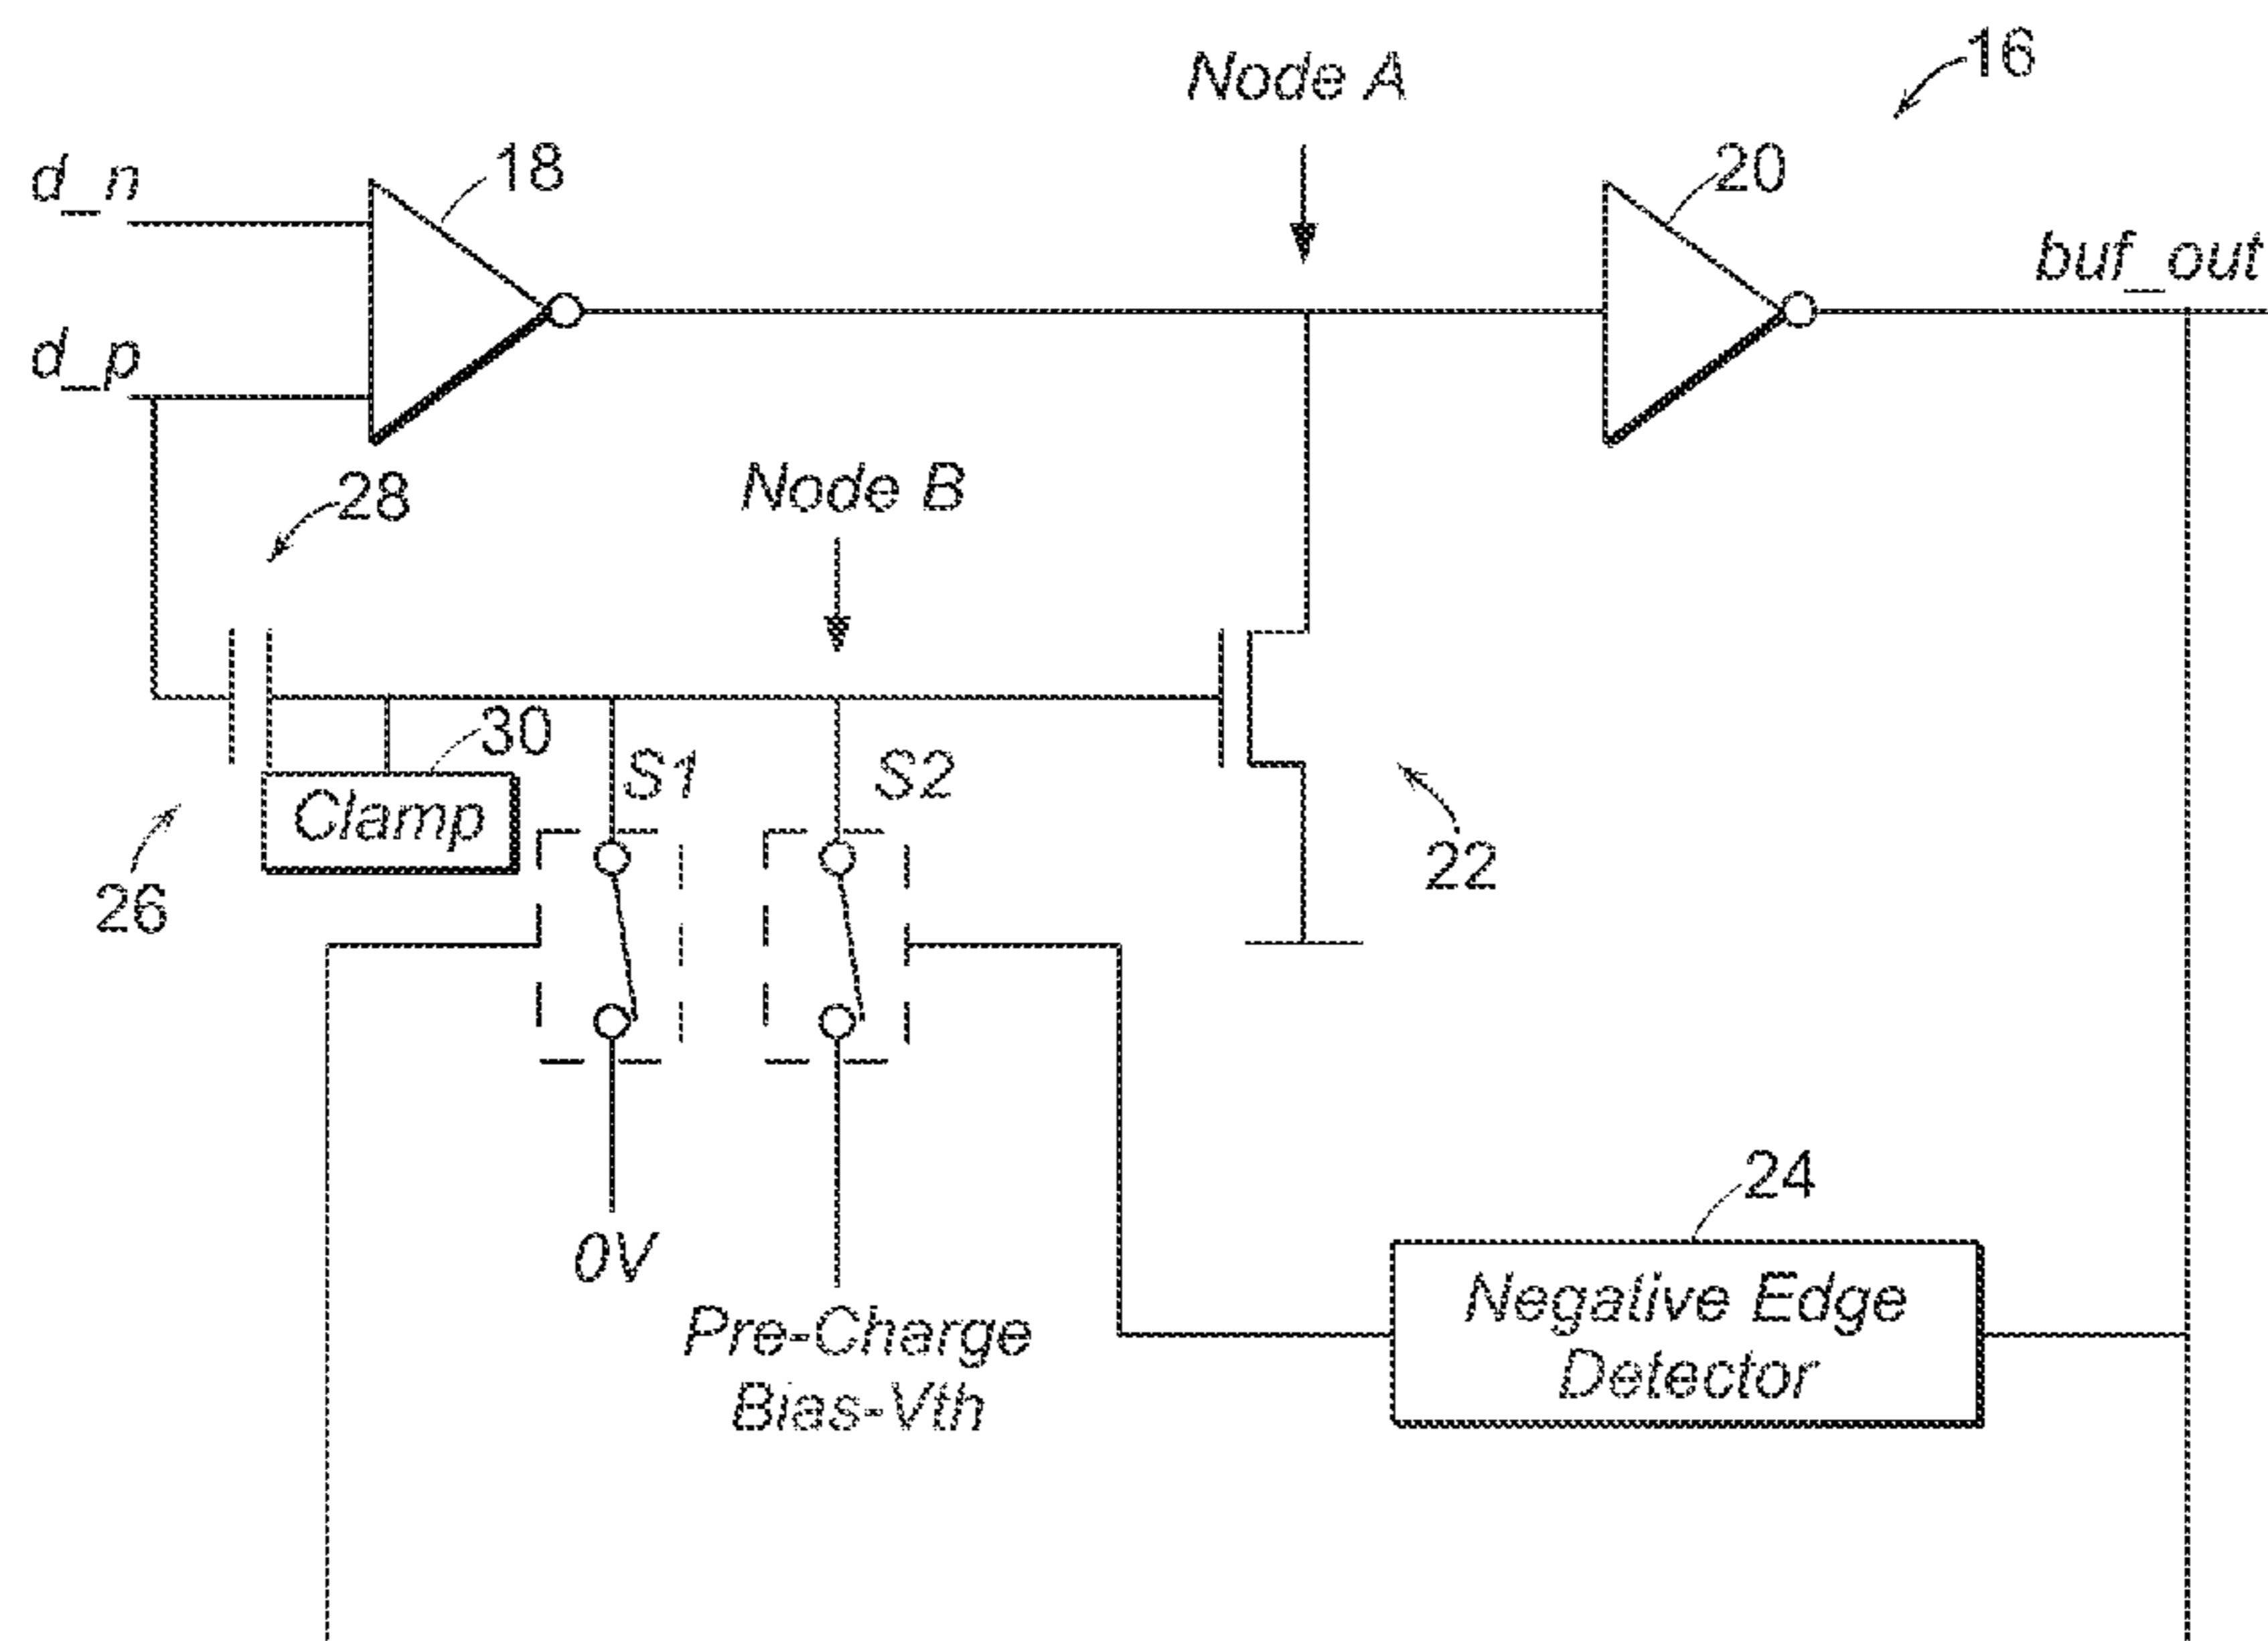 Node A
16
d_n
18
20
buf_out
d_p
28
Node B
30
S1
S2
Clamp
26
22
0V
24
Pre-Charge
Bias-Vth
Negative Edge
Detector